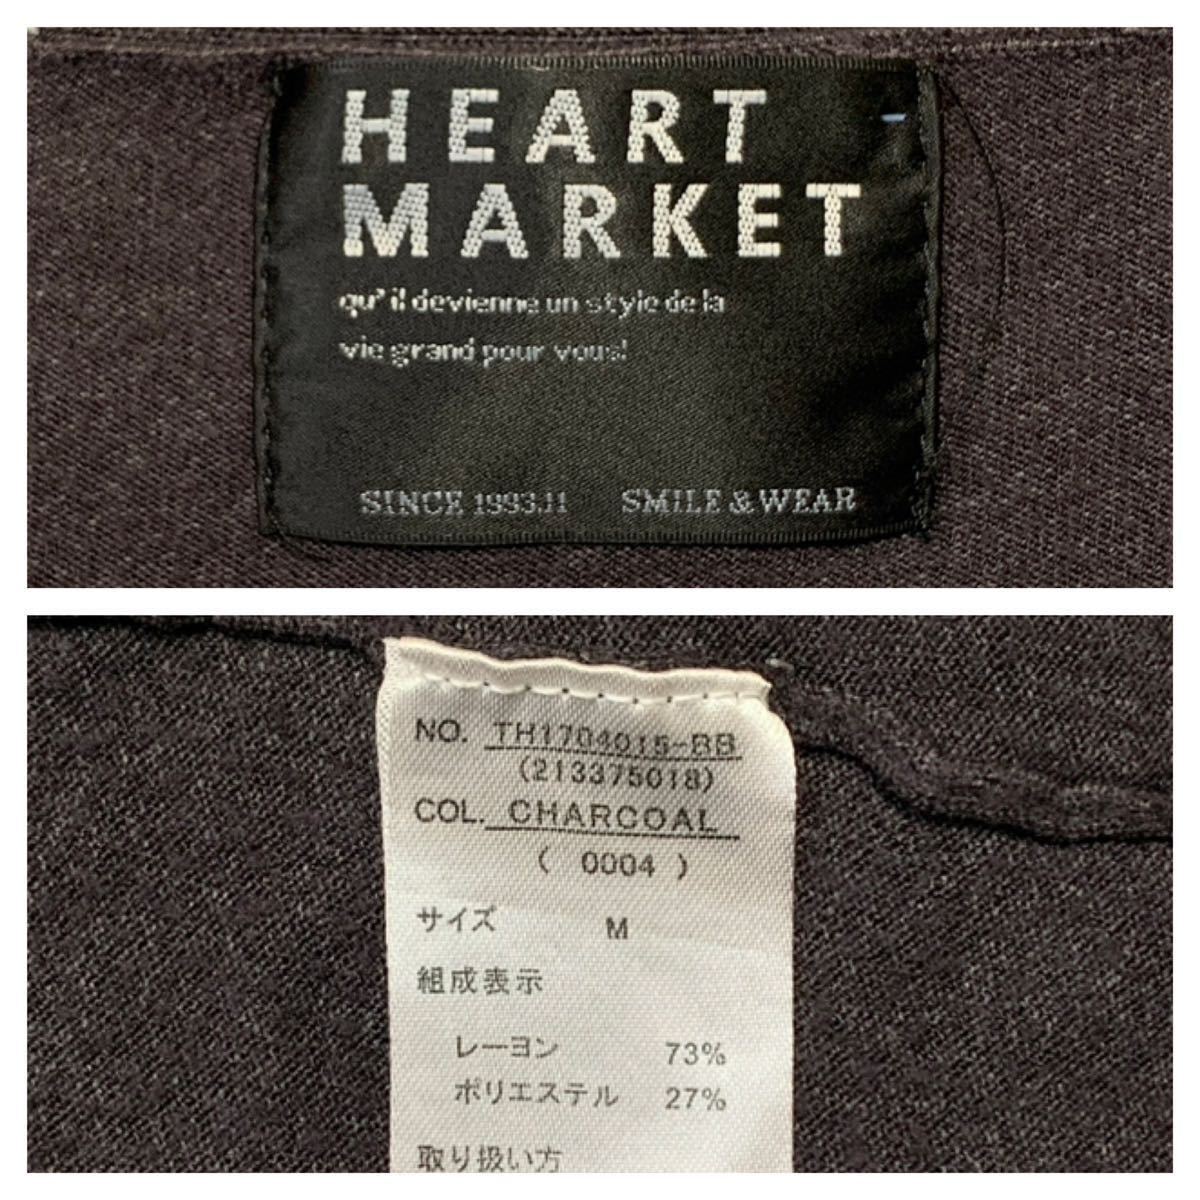 HEART
MARKET
qu'il devienne un style de la
vie grand pour vous!
SINCE 1993.11 SMILE & WEAR
NO. TH1704015-BB
(213375018)
COL. CHARCOAL
( 0004 )
サイズ M
組成表示
レーヨン 73%
ポリエステル 27%
取り扱い方